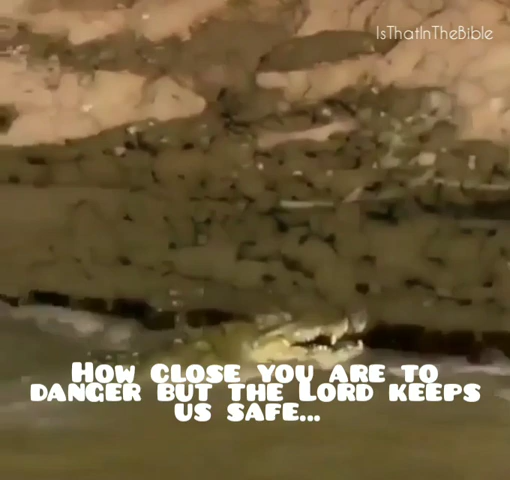 IsThatInTheBible
How close you are to
danger but the Lord keeps
us safe...